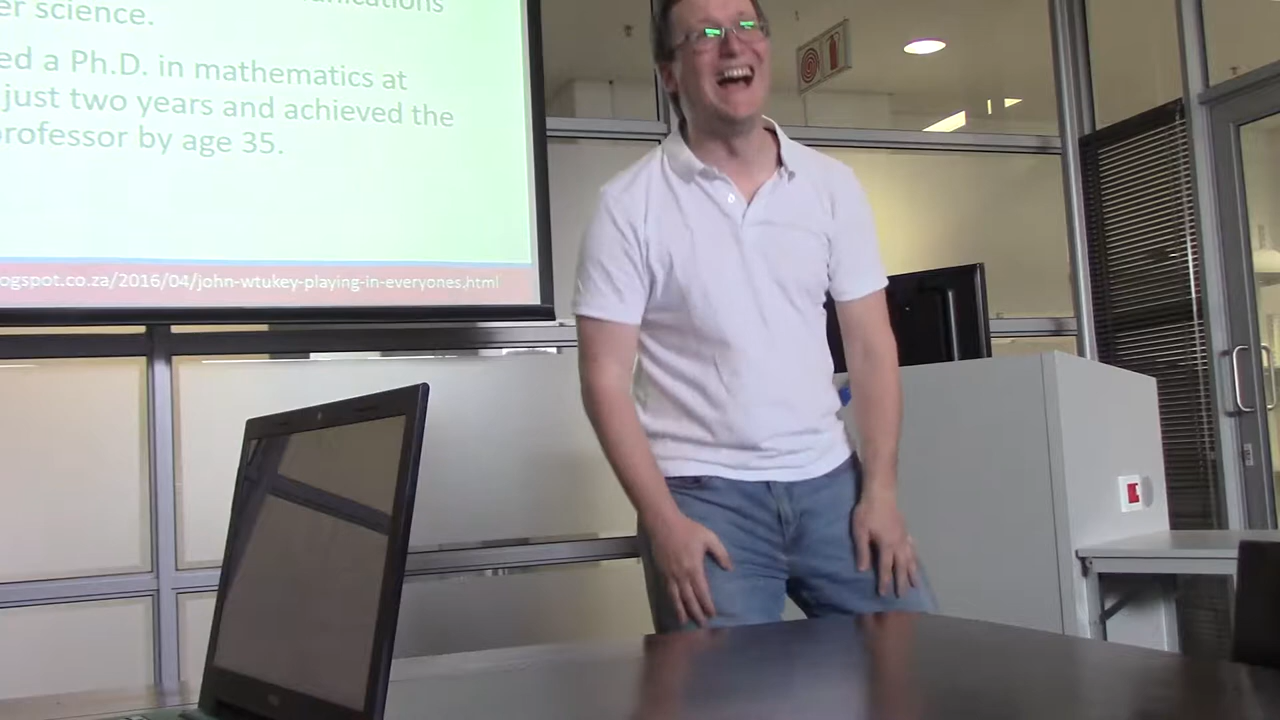 er science.
ed a Ph.D. in mathematics at
just two years and achieved the
professor by age 35.
ogspot.co.za/2016/04/john-wtukey-playing-in-everyones.html